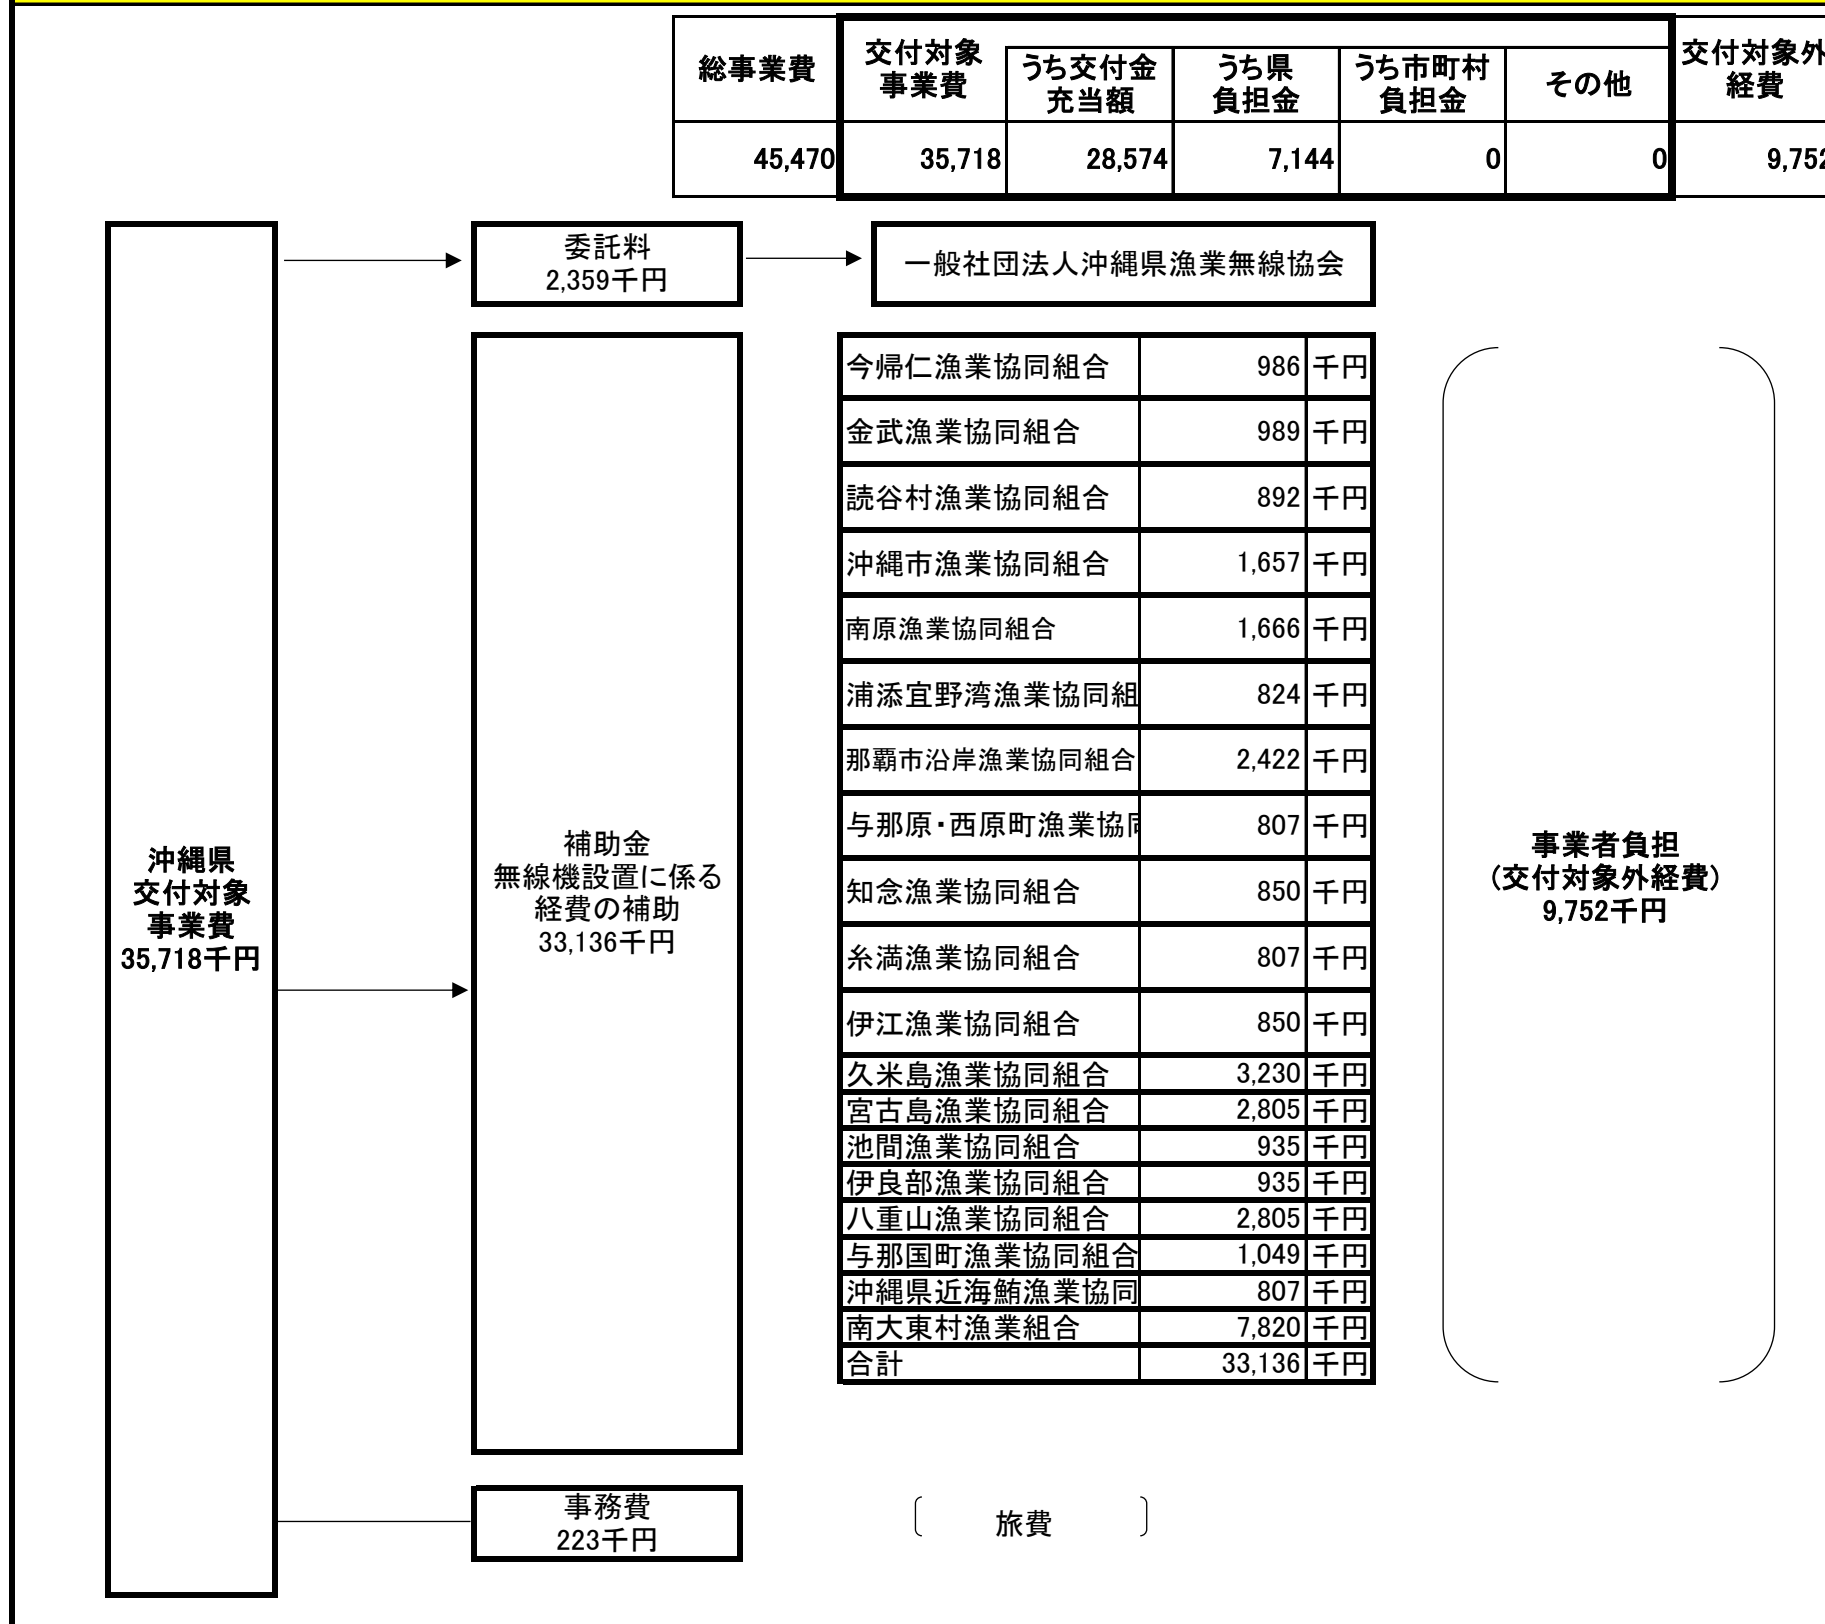 総事業費
交付対象
事業費
うち交付金
充当額
うち県
負担金
うち市町村
負担金
その他
交付対象外
経費
45,470 35,718 28,574 7,144 0 0 9,752
委託料
2,359千円
一般社団法人沖縄県漁業無線協会
今帰仁漁業協同組合 986 千円
金武漁業協同組合 989 千円
読谷村漁業協同組合 892 千円
沖縄市漁業協同組合 1,657 千円
南原漁業協同組合 1,666 千円
浦添宜野湾漁業協同組 824 千円
那覇市沿岸漁業協同組合 2,422 千円
与那原・西原町漁業協同 807 千円
知念漁業協同組合 850 千円
糸満漁業協同組合 807 千円
伊江漁業協同組合 850 千円
久米島漁業協同組合 3,230 千円
宮古島漁業協同組合 2,805 千円
池間漁業協同組合 935 千円
伊良部漁業協同組合 935 千円
八重山漁業協同組合 2,805 千円
与那国町漁業協同組合 1,049 千円
沖縄県近海鮪漁業協同 807 千円
南大東村漁業組合 7,820 千円
合計 33,136 千円
沖縄県
交付対象
事業費
35,718千円
補助金
無線機設置に係る
経費の補助
33,136千円
事業者負担
（交付対象外経費）
9,752千円
事務費
223千円
旅費